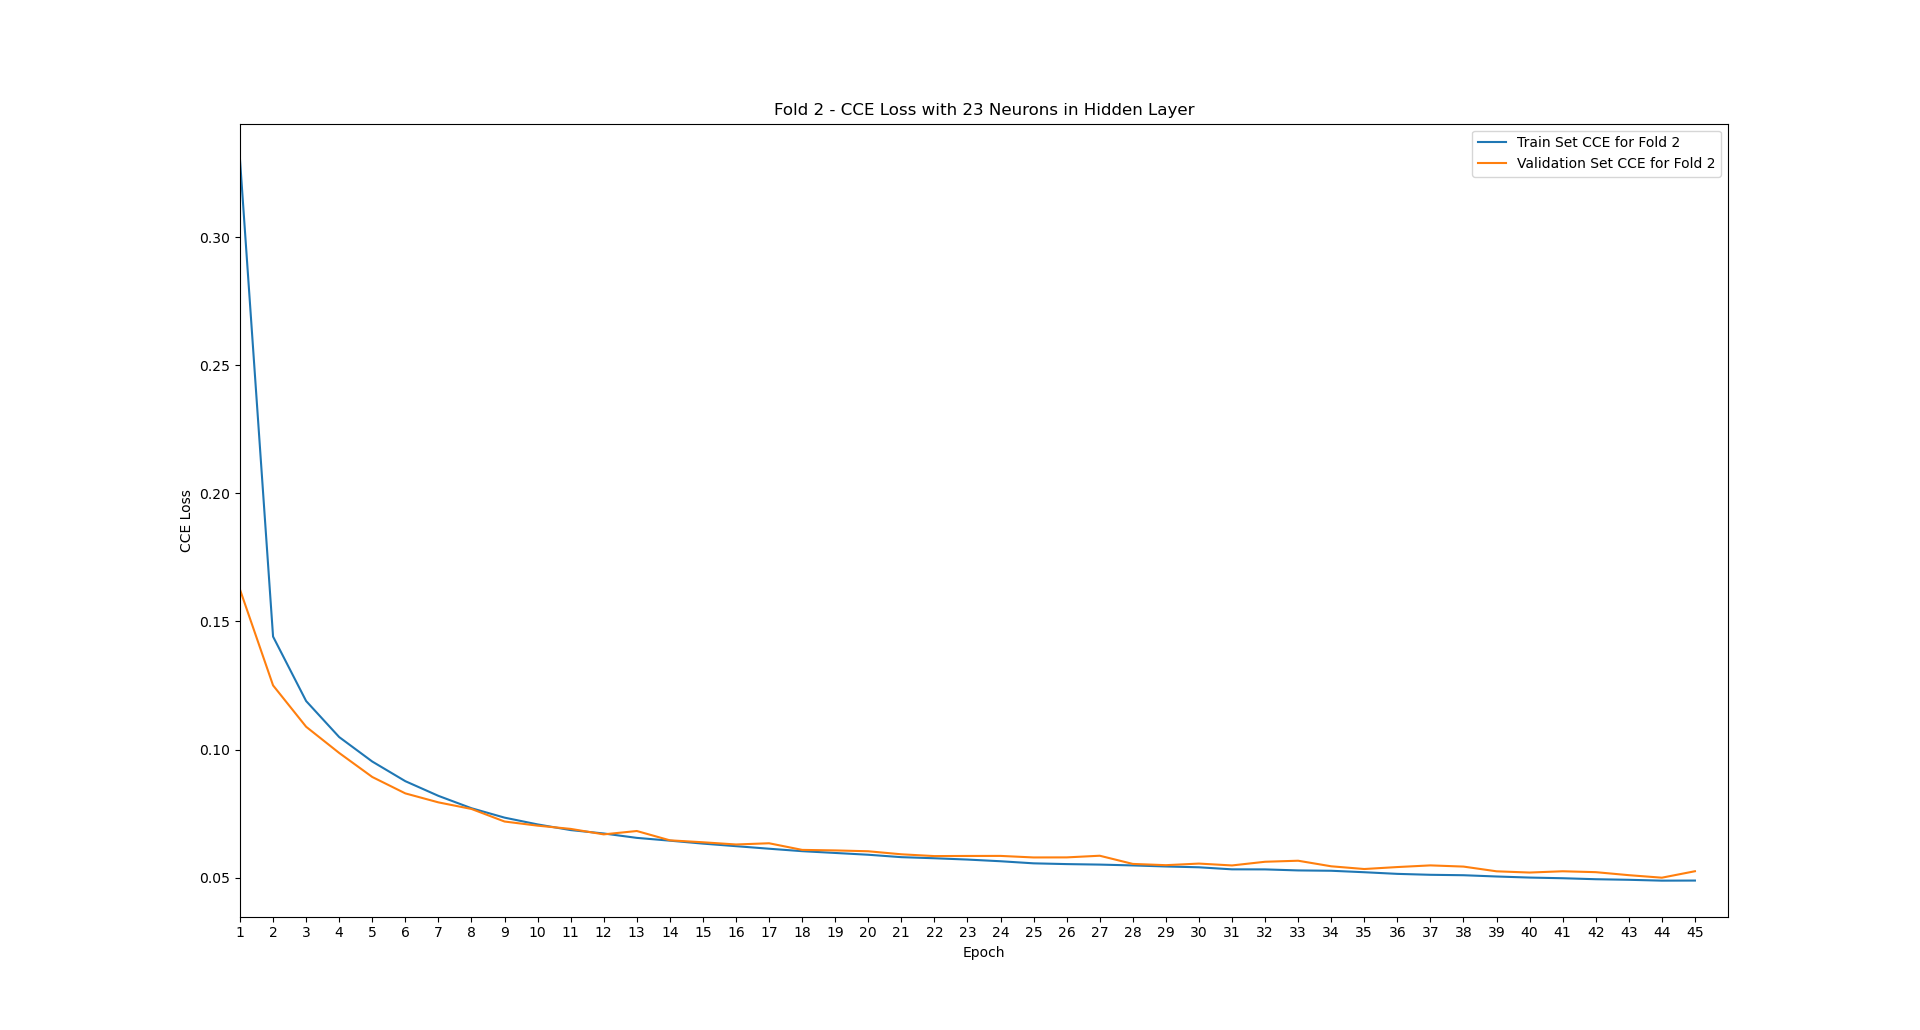 Fold 2 - CCE Loss with 23 Neurons in Hidden Layer
Train Set CCE for Fold 2
Validation Set CCE for Fold 2
0.30
0.25
0.20
0.15
0.10
0.05
CCE Loss
1 2 3 4 5 6 7 8 9 10 11 12 13 14 15 16 17 18 19 20 21 22 23 24 25 26 27 28 29 30 31 32 33 34 35 36 37 38 39 40 41 42 43 44 45
Epoch